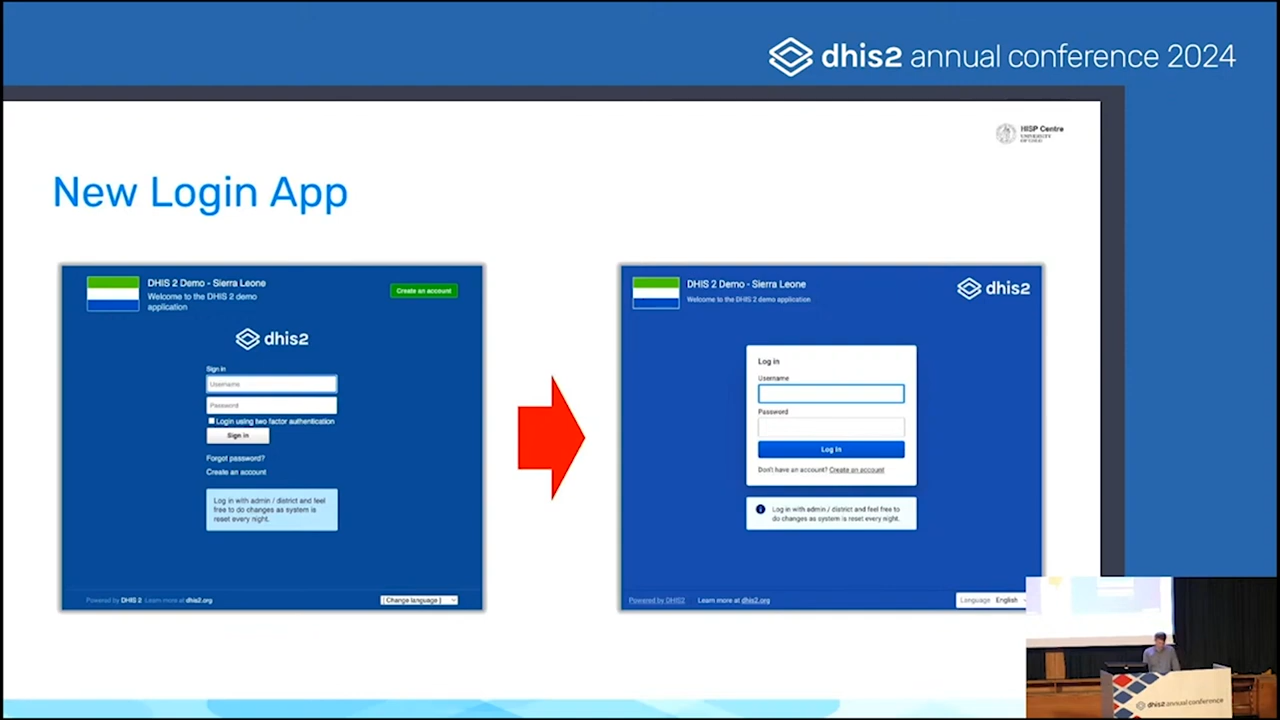 dhis2 annual conference 2024
HISP Centre
UNIVERSITY
OF OSLO
New Login App
DHIS 2 Demo - Sierra Leone
Welcome to the DHIS 2 demo
application
Create an account
dhis2
Sign in
Username
Password
Login using two factor authentication
Sign in
Forgot password?
Create an account
Log in with admin / district and feel
free to do changes as system is
reset every night.
Powered by DHIS 2 Learn more at dhis2.org
[ Change language ]
DHIS 2 Demo - Sierra Leone
Welcome to the DHIS 2 demo application
dhis2
Log in
Username
Password
Log in
Don't have an account? Create an account
Log in with admin / district and feel free to
do changes as system is reset every night.
Powered by DHIS2 Learn more at dhis2.org
Language English
dhis2 annual conference